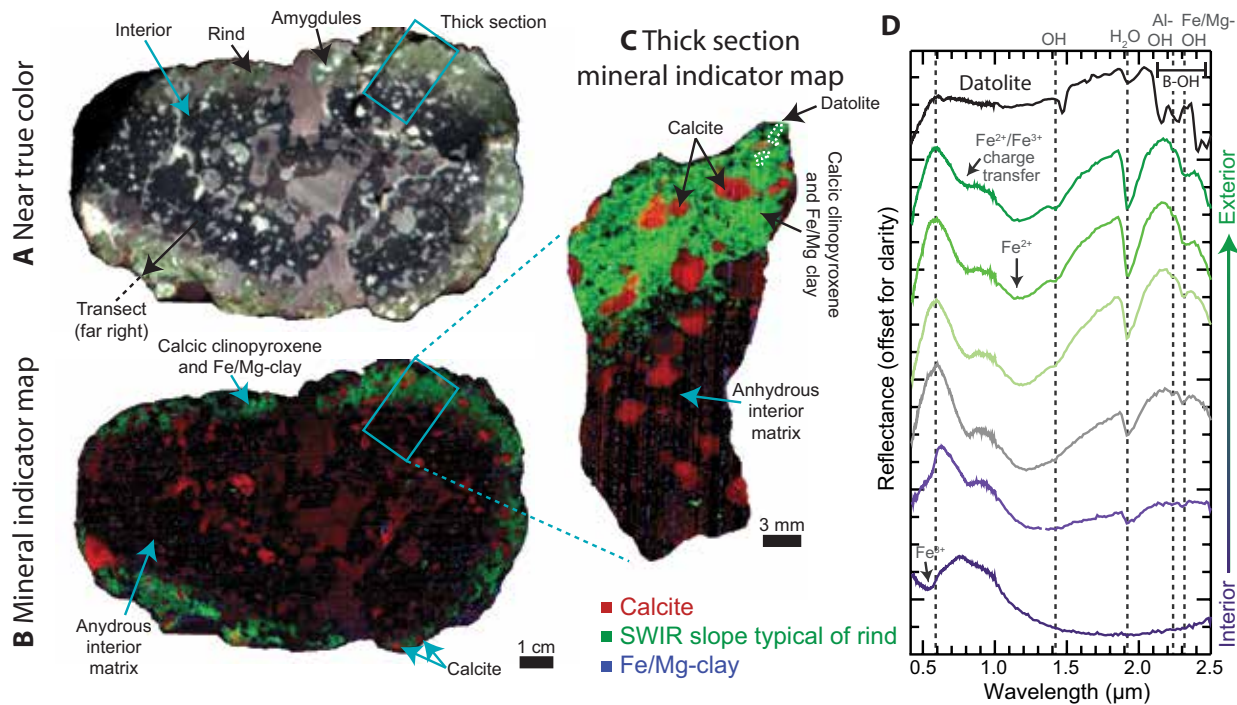 A Near true color
Interior
Rind
Amygdules
Thick section
Transect
(far right)
B Mineral indicator map
Calcic clinopyroxene
and Fe/Mg-clay
Anydrous
interior
matrix
Calcite
1 cm
C Thick section
mineral indicator map
Datolite
Calcite
Calcic clinopyroxene
and Fe/Mg clay
Anhydrous
interior
matrix
3 mm
Calcite
SWIR slope typical of rind
Fe/Mg-clay
D
OH
H2O
Al-
OH
Fe/Mg-
OH
B-OH
Datolite
Fe2+/Fe3+
charge
transfer
Fe2+
Fe3+
Reflectance (offset for clarity)
Exterior
Interior
0.5 1.0 1.5 2.0 2.5
Wavelength (μm)